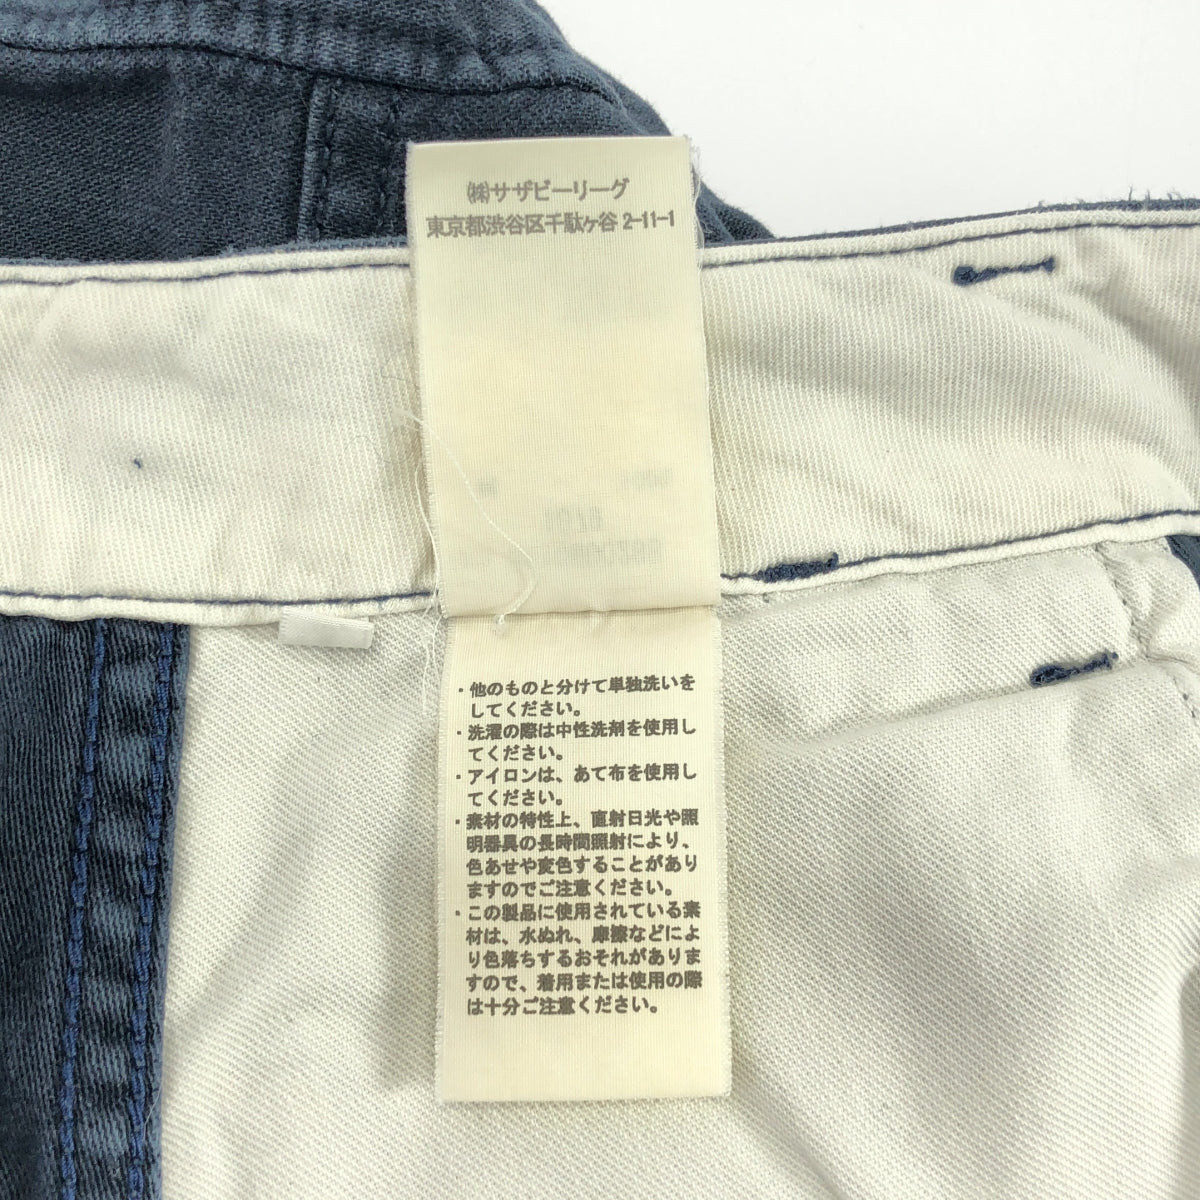 ㈱サザビーリーグ
東京都渋谷区千駄ヶ谷 2-11-1
・他のものと分けて単独洗いを
してください。
・洗濯の際は中性洗剤を使用し
てください。
・アイロンは、あて布を使用し
てください。
・素材の特性上、直射日光や照
明器具の長時間照射により、
色あせや変色することがあり
ますのでご注意ください。
・この製品に使用されている素
材は、水ぬれ、摩擦などによ
り色落ちするおそれがありま
すので、着用または使用の際
は十分ご注意ください。